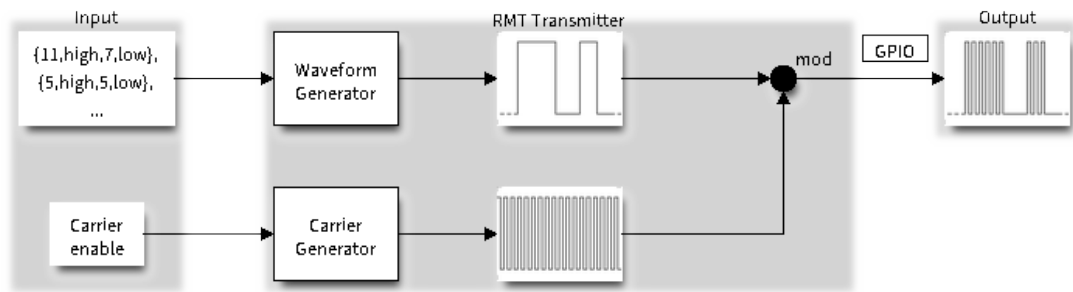 Input
RMT Transmitter
Output
{11,high,7,low},
{5,high,5,low},
...
Waveform
Generator
mod
GPIO
Carrier
enable
Carrier
Generator